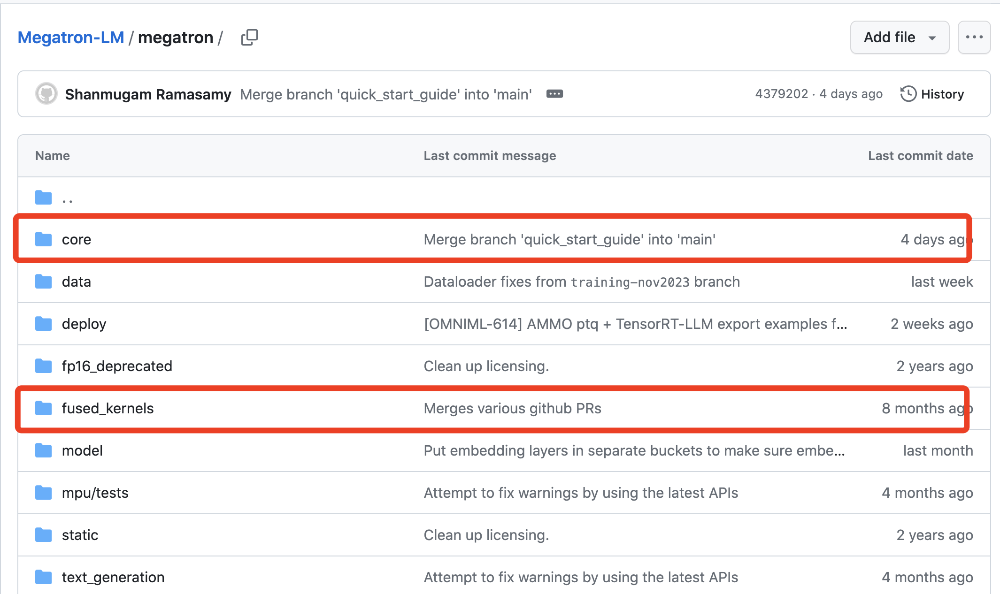 Megatron-LM / megatron /
Add file
Shanmugam Ramasamy Merge branch 'quick_start_guide' into 'main' 4379202 · 4 days ago History
Name Last commit message Last commit date
..
core Merge branch 'quick_start_guide' into 'main' 4 days ago
data Dataloader fixes from training-nov2023 branch last week
deploy [OMNIML-614] AMMO ptq + TensorRT-LLM export examples f... 2 weeks ago
fp16_deprecated Clean up licensing. 2 years ago
fused_kernels Merges various github PRs 8 months ago
model Put embedding layers in separate buckets to make sure embe... last month
mpu/tests Attempt to fix warnings by using the latest APIs 4 months ago
static Clean up licensing. 2 years ago
text_generation Attempt to fix warnings by using the latest APIs 4 months ago